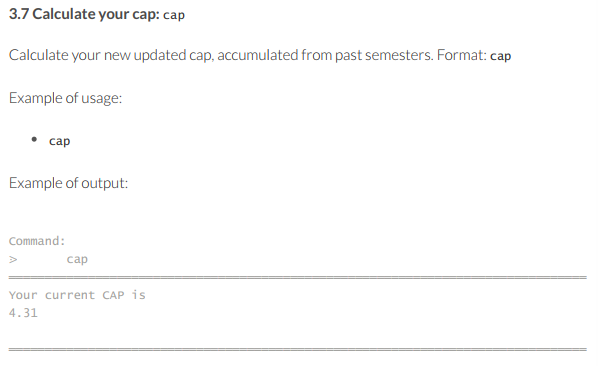 3.7 Calculate your cap: cap
Calculate your new updated cap, accumulated from past semesters. Format: cap
Example of usage:
• cap
Example of output:
Command:
> cap
Your current CAP is
4.31